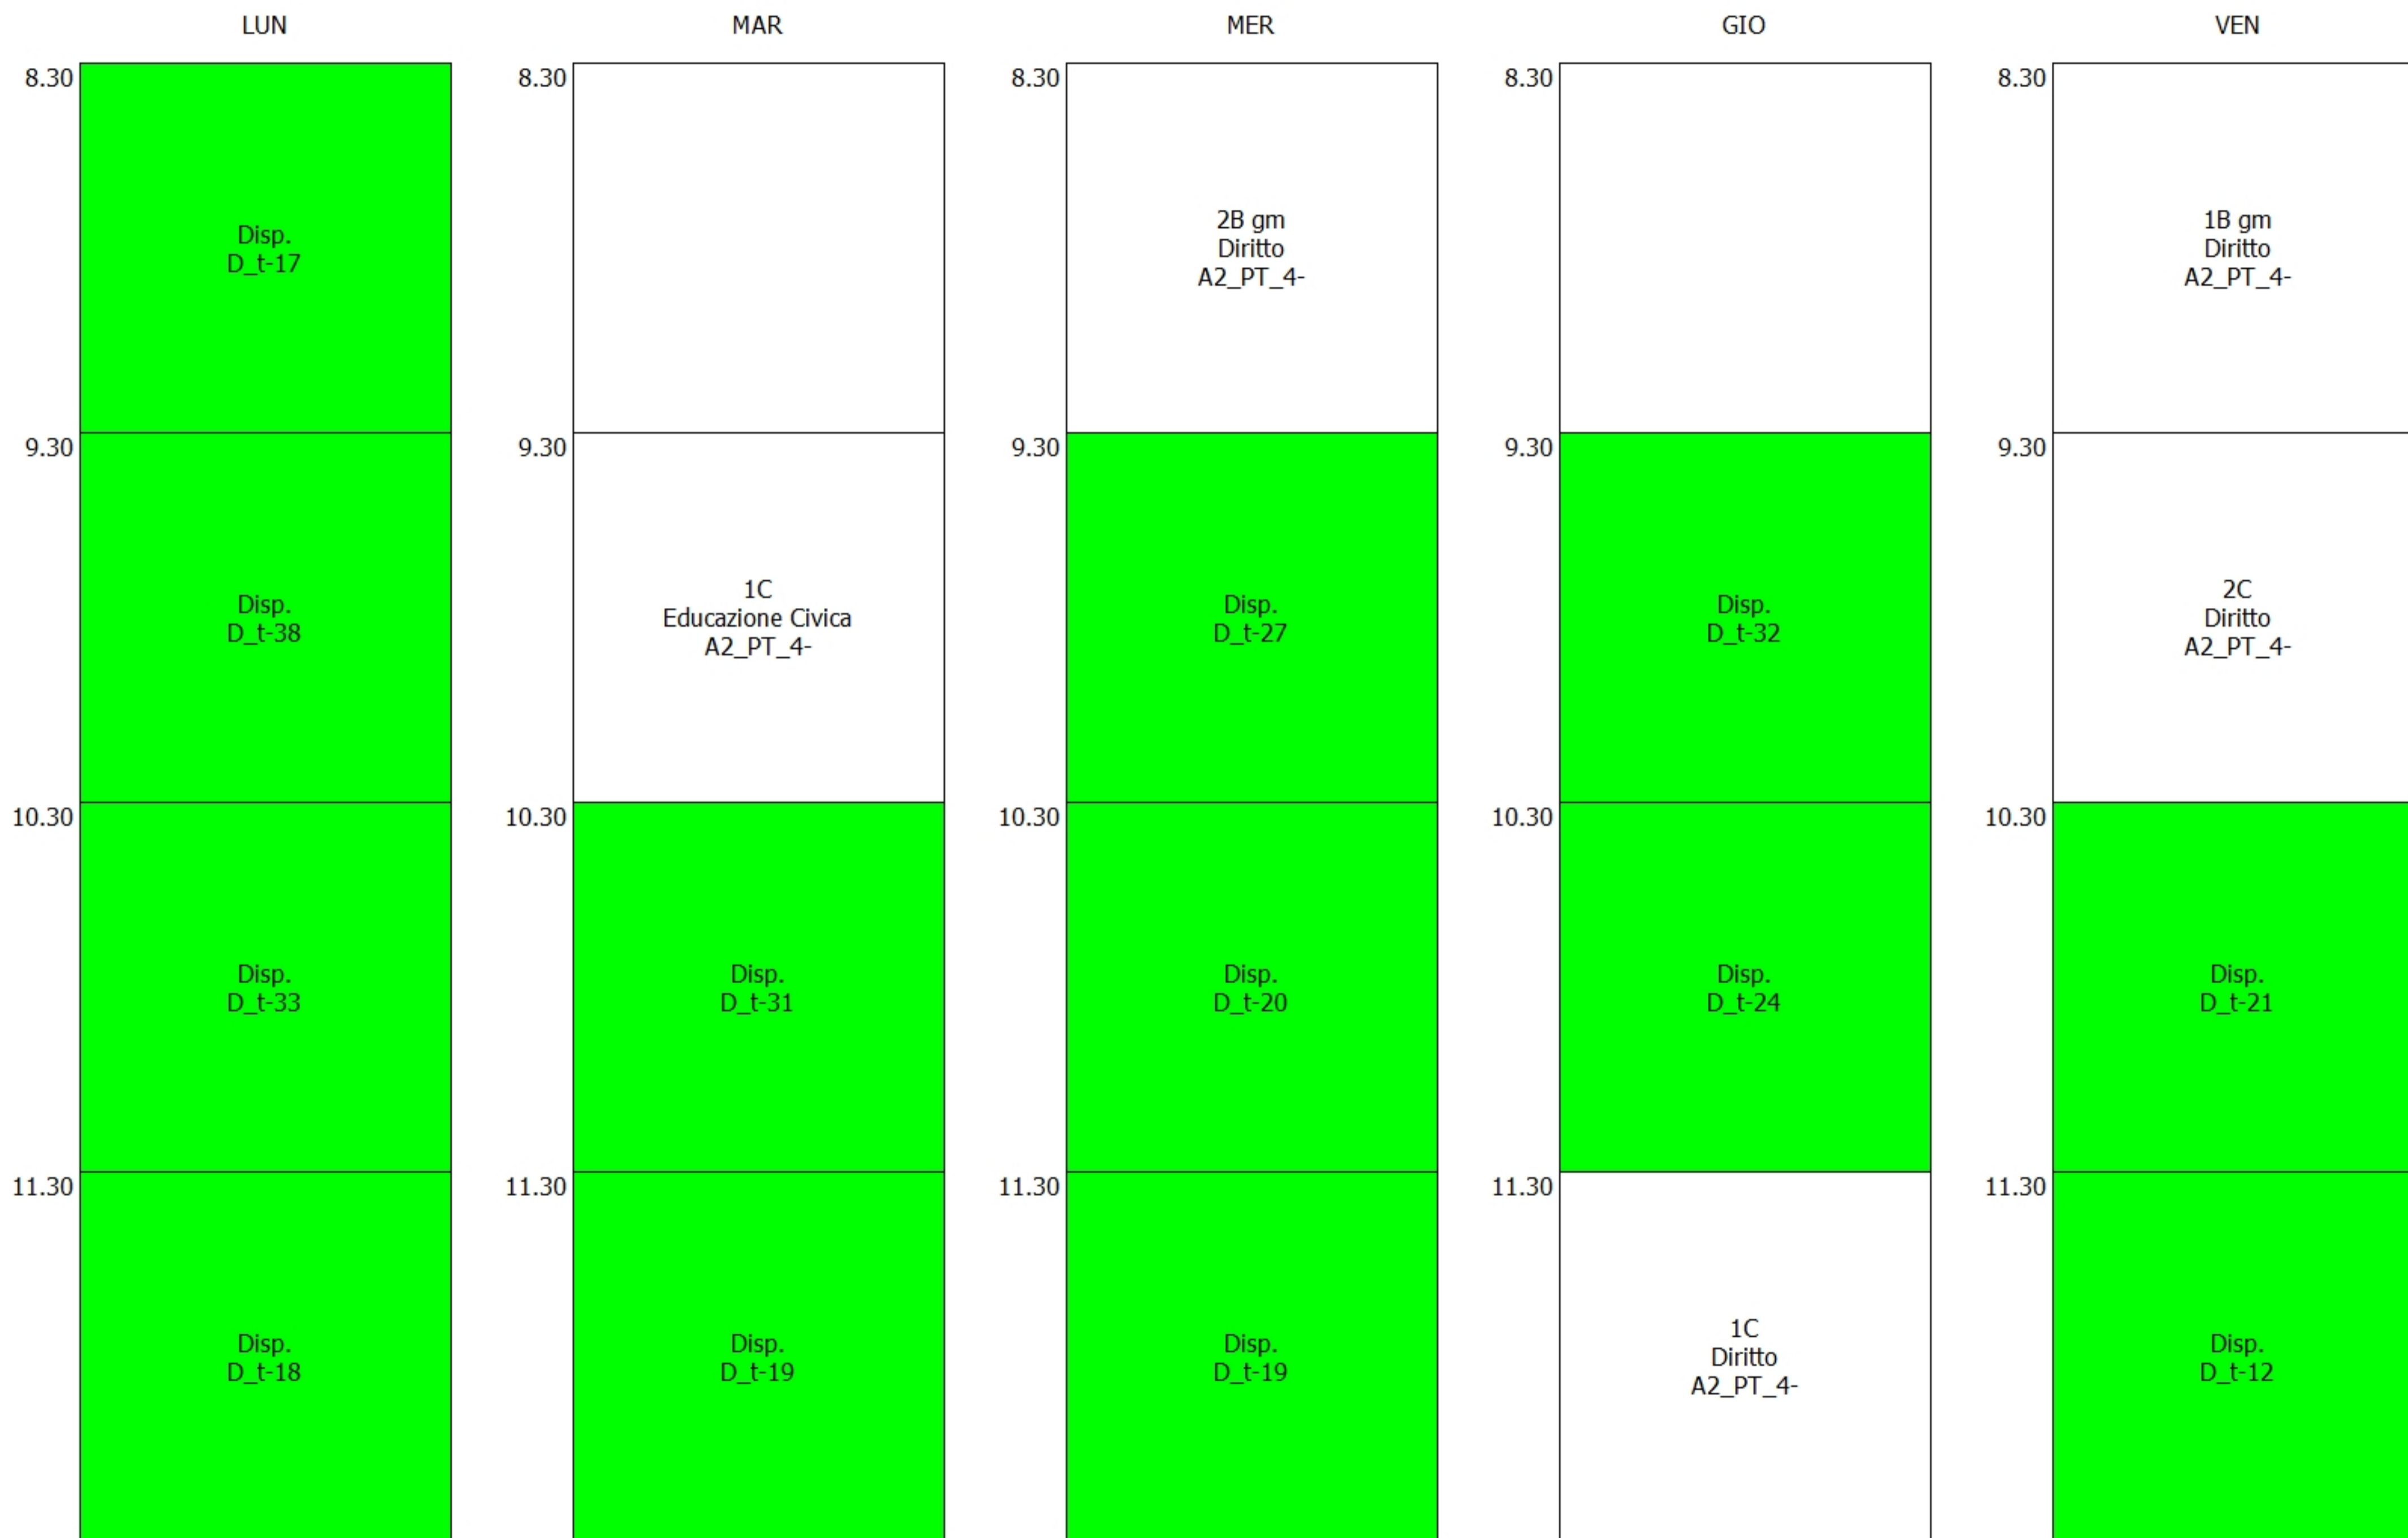 LUN MAR MER GIO VEN
8.30 8.30 8.30 8.30 8.30
Disp.
D_t-17
2B gm
Diritto
A2_PT_4-
1B gm
Diritto
A2_PT_4-
9.30 9.30 9.30 9.30 9.30
Disp.
D_t-38
1C
Educazione Civica
A2_PT_4-
Disp.
D_t-27
Disp.
D_t-32
2C
Diritto
A2_PT_4-
10.30 10.30 10.30 10.30 10.30
Disp.
D_t-33
Disp.
D_t-31
Disp.
D_t-20
Disp.
D_t-24
Disp.
D_t-21
11.30 11.30 11.30 11.30 11.30
Disp.
D_t-18
Disp.
D_t-19
Disp.
D_t-19
1C
Diritto
A2_PT_4-
Disp.
D_t-12